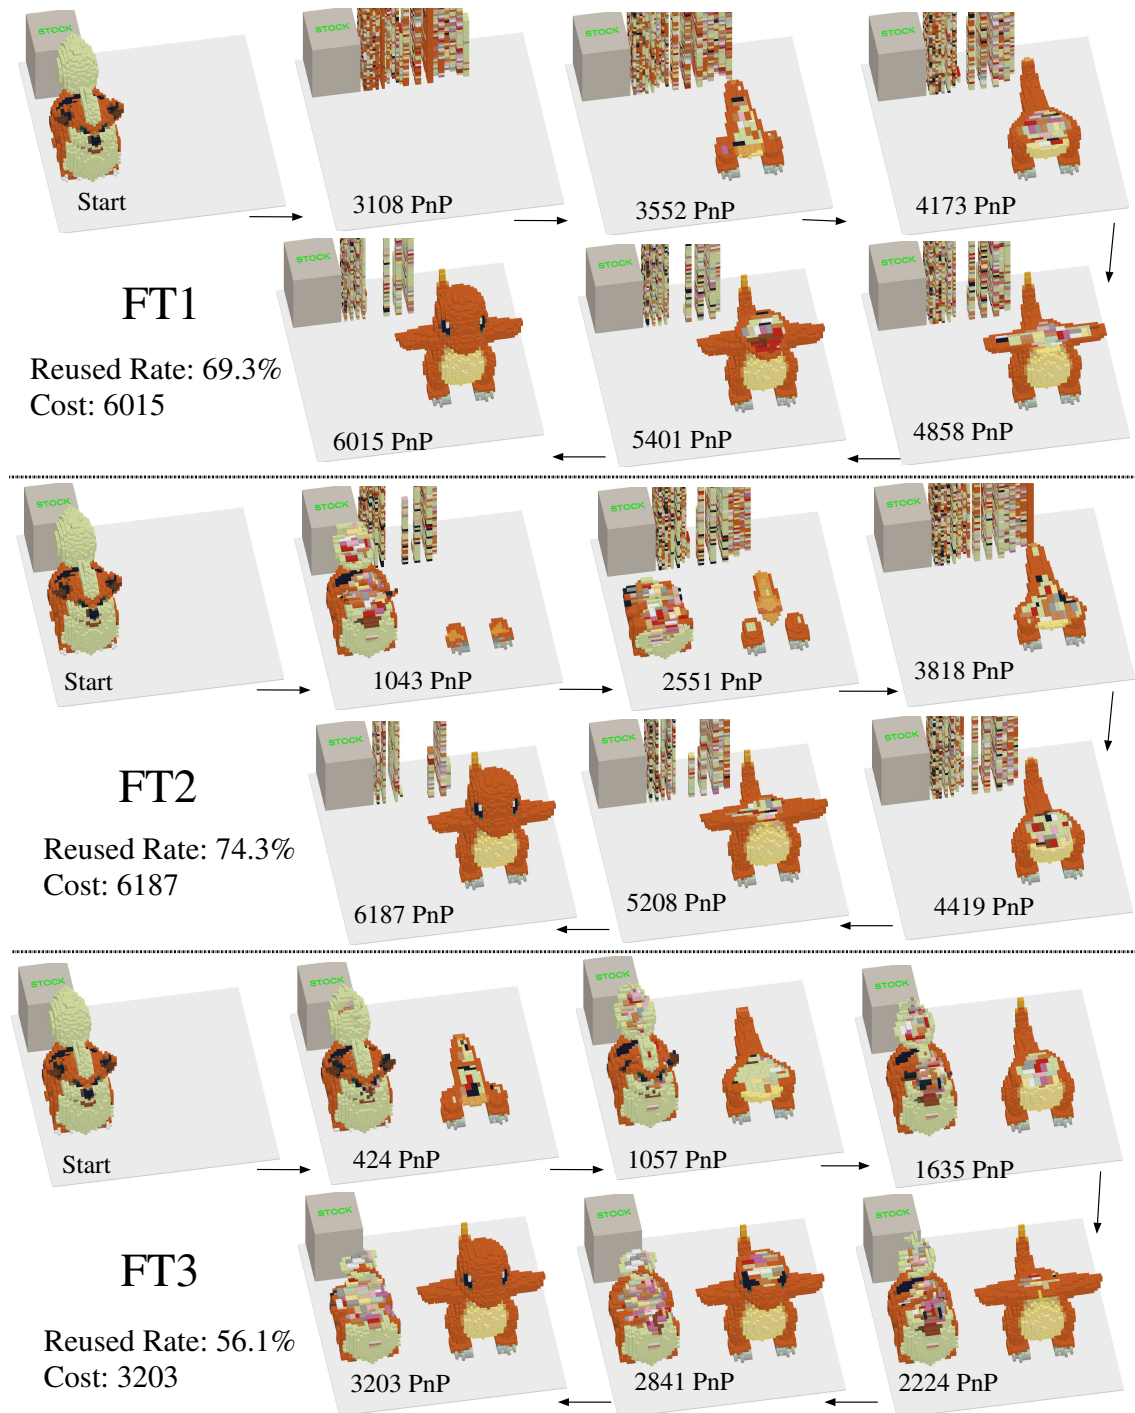 STOCK
STOCK
STOCK
STOCK
Start
3108 PnP
3552 PnP
4173 PnP
STOCK
STOCK
STOCK
FT1
Reused Rate: 69.3%
Cost: 6015
6015 PnP
5401 PnP
4858 PnP
STOCK
STOCK
STOCK
STOCK
Start
1043 PnP
2551 PnP
3818 PnP
STOCK
STOCK
STOCK
FT2
Reused Rate: 74.3%
Cost: 6187
6187 PnP
5208 PnP
4419 PnP
STOCK
STOCK
STOCK
STOCK
Start
424 PnP
1057 PnP
1635 PnP
STOCK
STOCK
STOCK
FT3
Reused Rate: 56.1%
Cost: 3203
3203 PnP
2841 PnP
2224 PnP